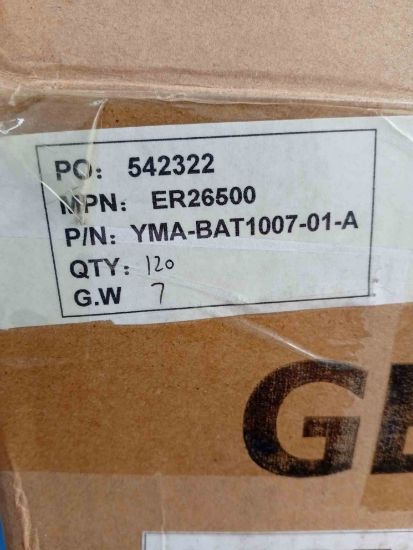 PO: 542322
MPN: ER26500
P/N: YMA-BAT1007-01-A
QTY: 120
G.W 7